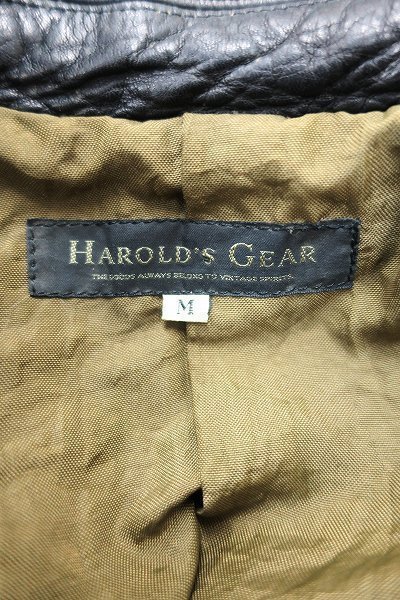 HAROLD'S GEAR
THE GOODS ALWAYS BELONG TO VINTAGE SPIRITS.
M